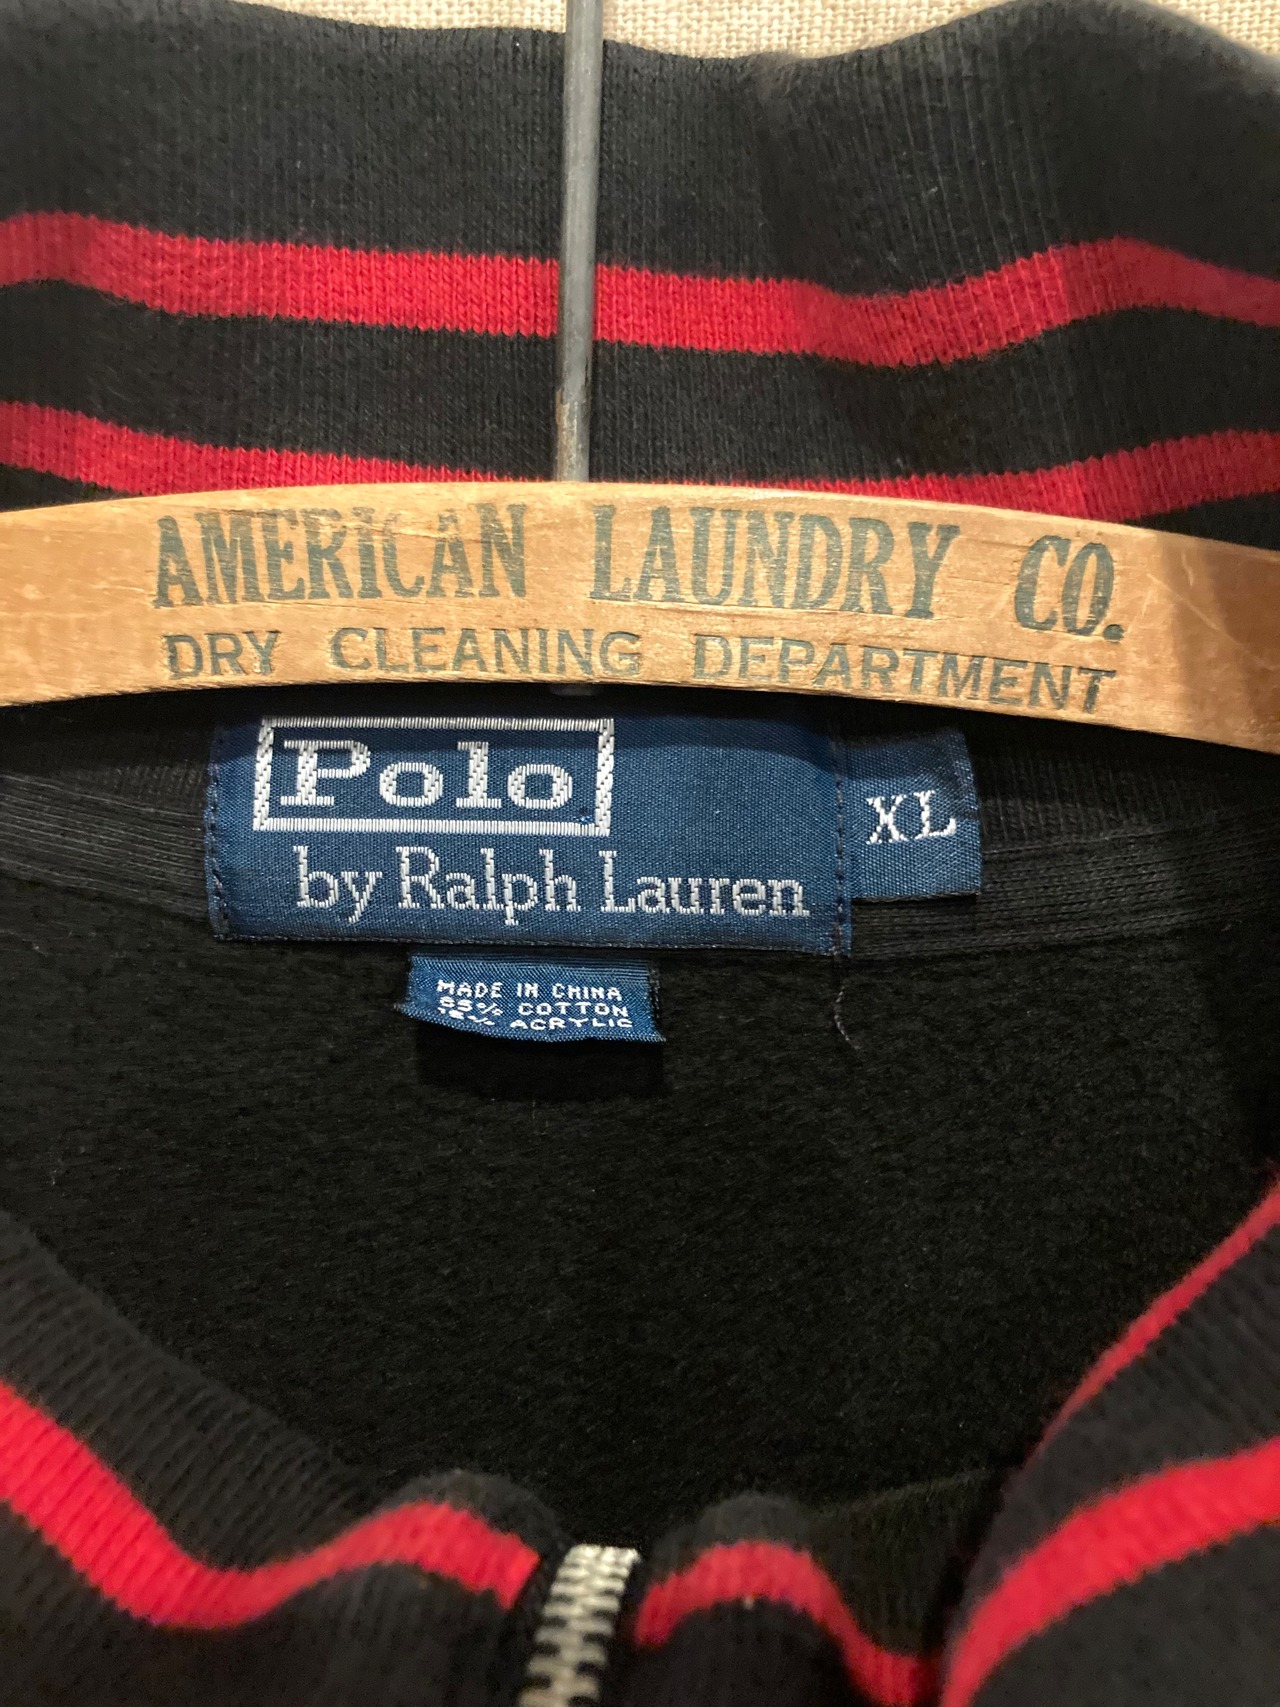 AMERICAN LAUNDRY CO.
DRY CLEANING DEPARTMENT
Polo
by Ralph Lauren
XL
MADE IN CHINA
COTTON
ACRYLIC